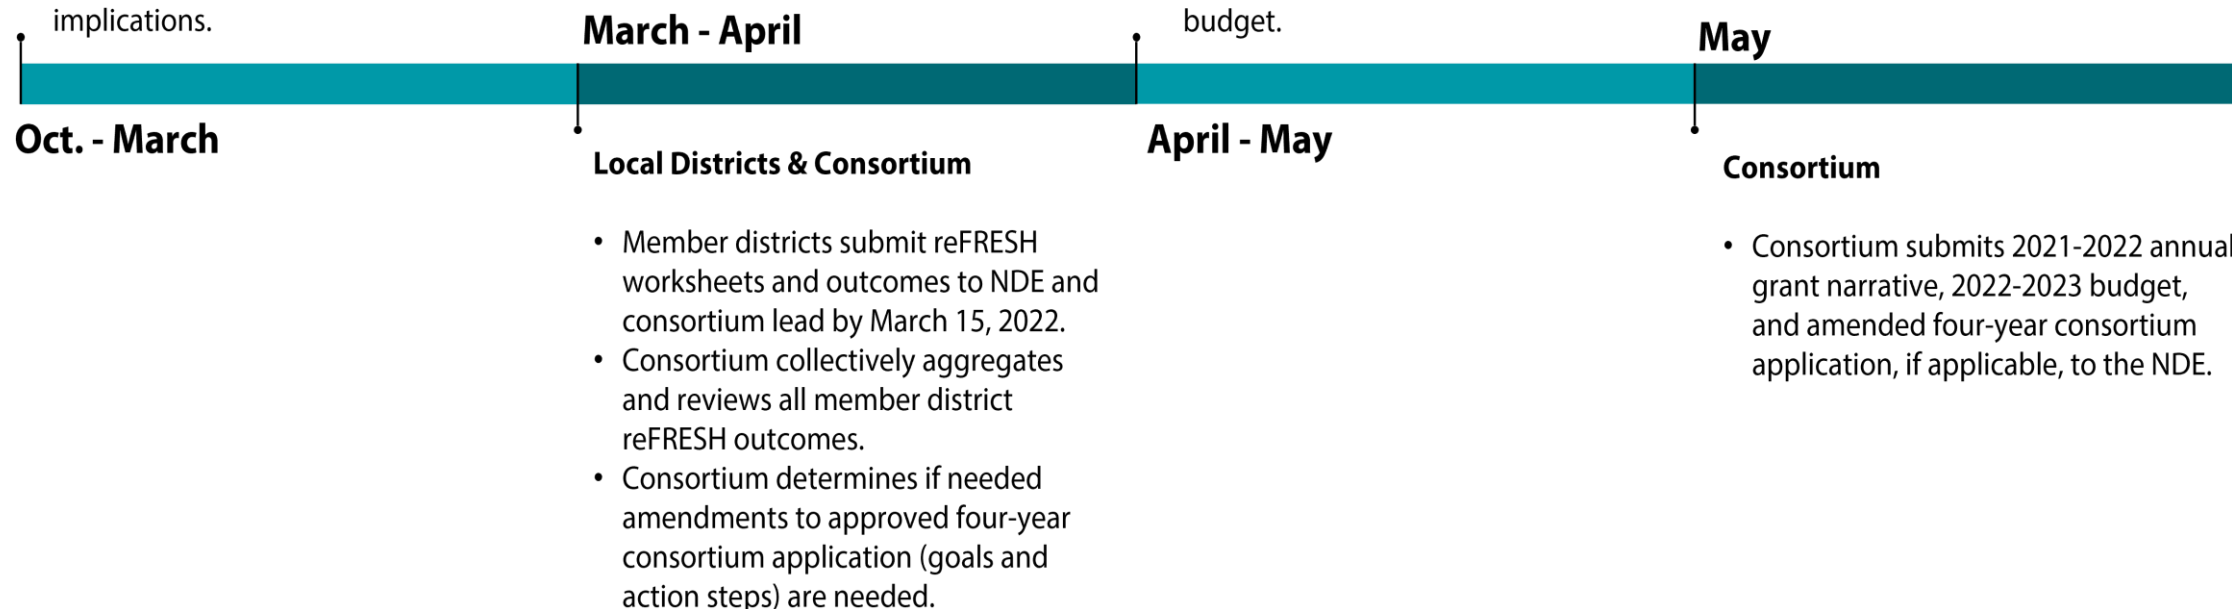 implications.
Oct. - March
March - April
Local Districts & Consortium
• Member districts submit reFRESH
worksheets and outcomes to NDE and
consortium lead by March 15, 2022.
• Consortium collectively aggregates
and reviews all member district
reFRESH outcomes.
• Consortium determines if needed
amendments to approved four-year
consortium application (goals and
action steps) are needed.
budget.
April - May
May
Consortium
• Consortium submits 2021-2022 annual
grant narrative, 2022-2023 budget,
and amended four-year consortium
application, if applicable, to the NDE.